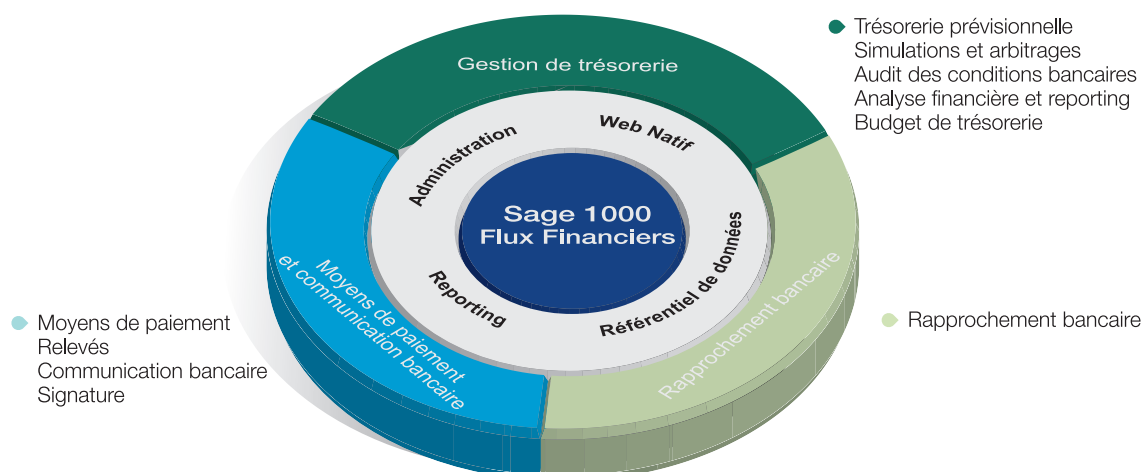 Gestion de trésorerie
Trésorerie prévisionnelle
Simulations et arbitrages
Audit des conditions bancaires
Analyse financière et reporting
Budget de trésorerie
Administration
Web Natif
Sage 1000
Flux Financiers
Reporting
Référentiel de données
Moyens de paiement
et communication bancaire
Rapprochement bancaire
Moyens de paiement
Relevés
Communication bancaire
Signature
Rapprochement bancaire